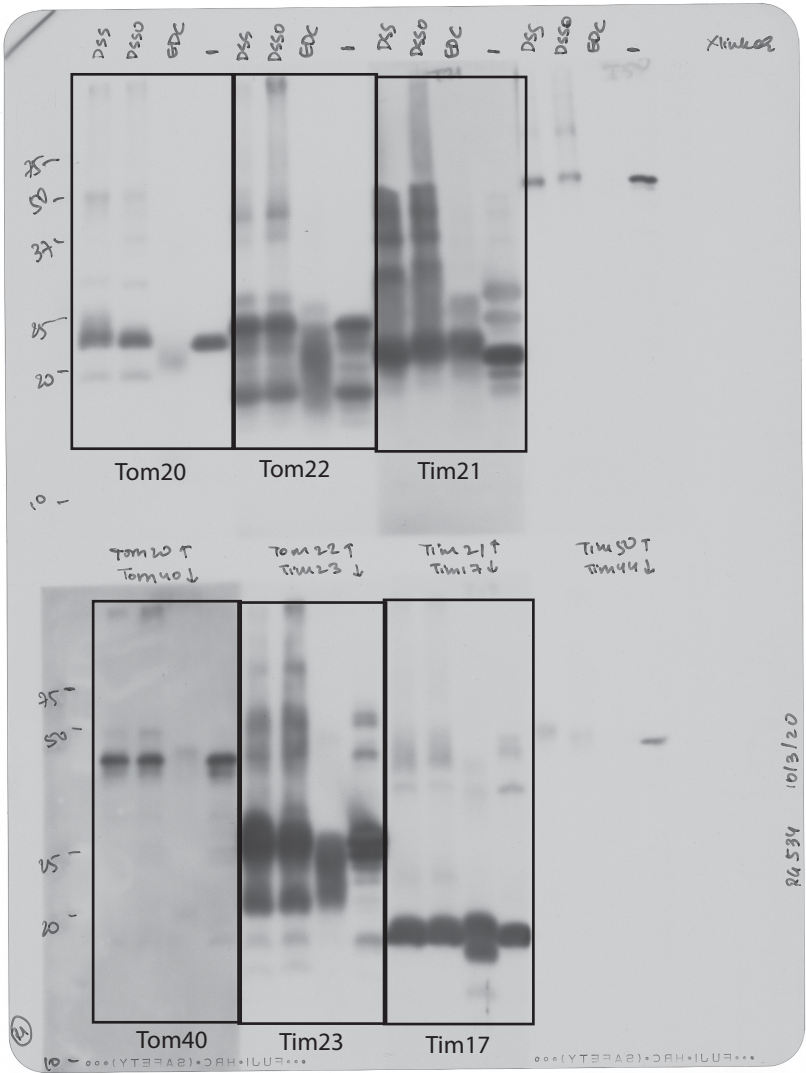 DSS DSSO EDC — DSS DSSO EDC — DSS DSSO EDC — DSS DSSO EDC — Xlinker
75 -
50 -
37 -
25 -
20 -
Tom20 Tom22 Tim21
10 -
Tom20 ↑ Tom22 ↑ Tim21 ↑ Tim50 ↑
Tom40 ↓ Tim23 ↓ Tim17 ↓ Tim44 ↓
75 -
50 -
25 -
20 -
RG534 10/3/20
Tom40 Tim23 Tim17
10 -
FUJI•HRC•(SAFETY)••• FUJI•HRC•(SAFETY)•••